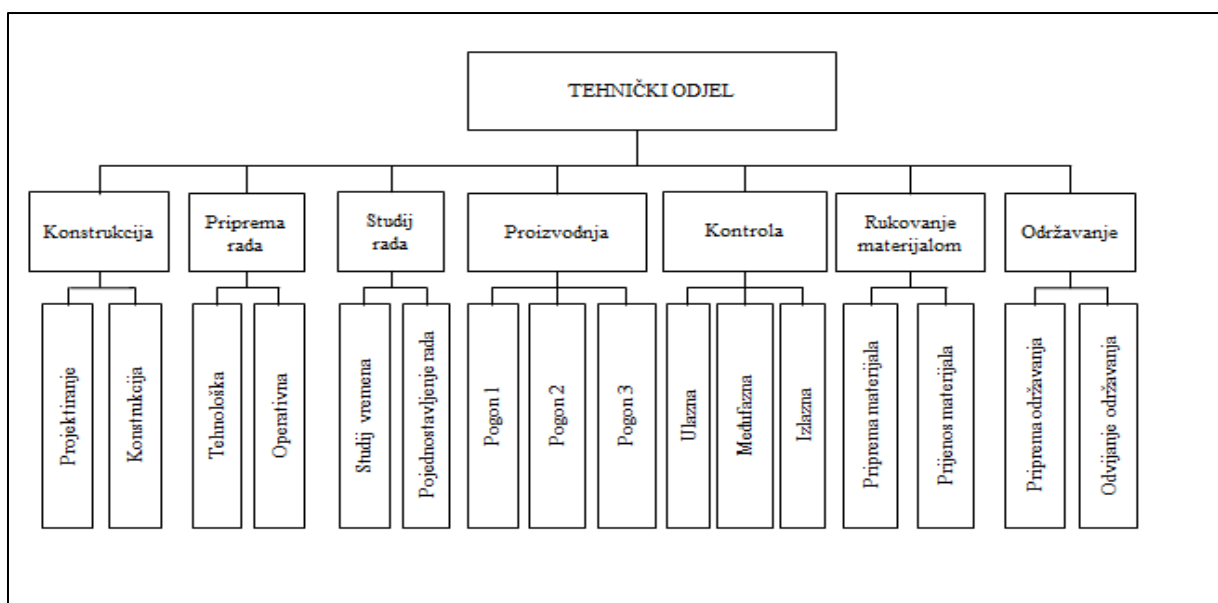 TEHNIČKI ODJEL
Konstrukcija
Priprema
rada
Studij
rada
Proizvodnja
Kontrola
Rukovanje
materijalom
Održavanje
Projektiranje
Konstrukcija
Tehnološka
Operativna
Studij vremena
Pojednostavljenje rada
Pogon 1
Pogon 2
Pogon 3
Ulazna
Međufazna
Izlazna
Priprema materijala
Prijenos materijala
Priprema održavanja
Odvijanje održavanja